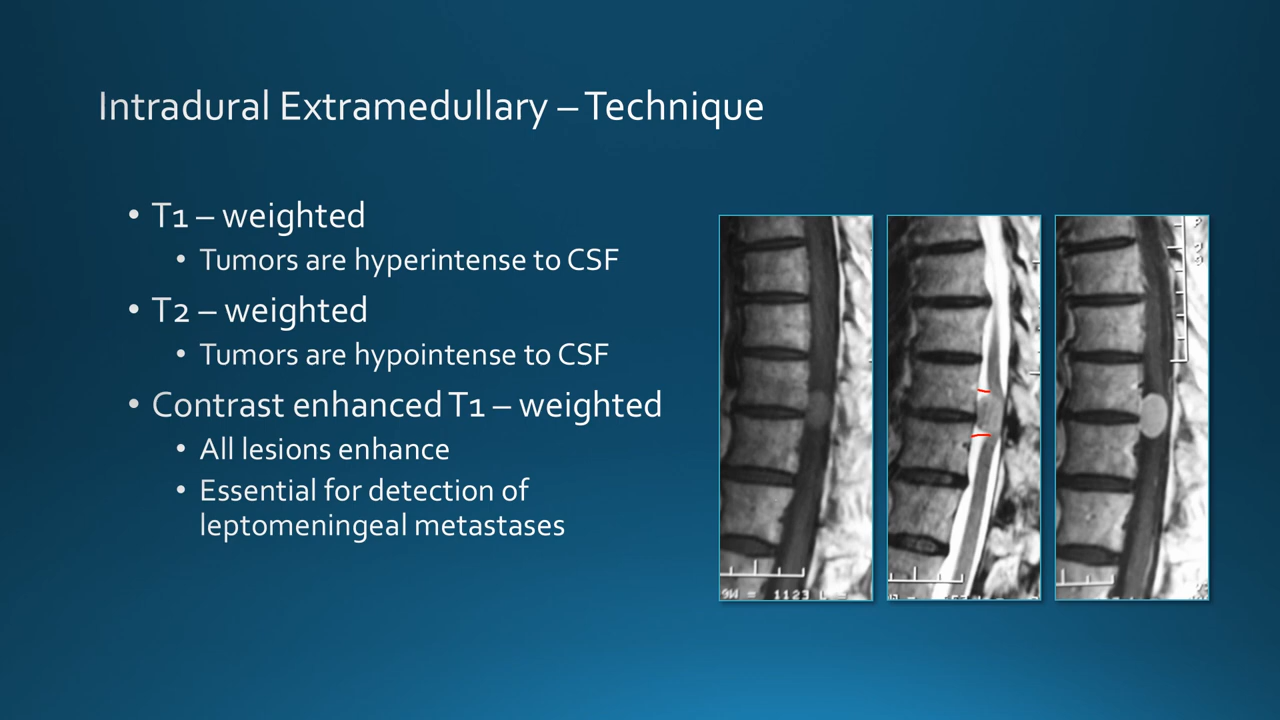 Intradural Extramedullary – Technique
• T1 – weighted
• Tumors are hyperintense to CSF
• T2 – weighted
• Tumors are hypointense to CSF
• Contrast enhanced T1 – weighted
• All lesions enhance
• Essential for detection of
leptomeningeal metastases
1123